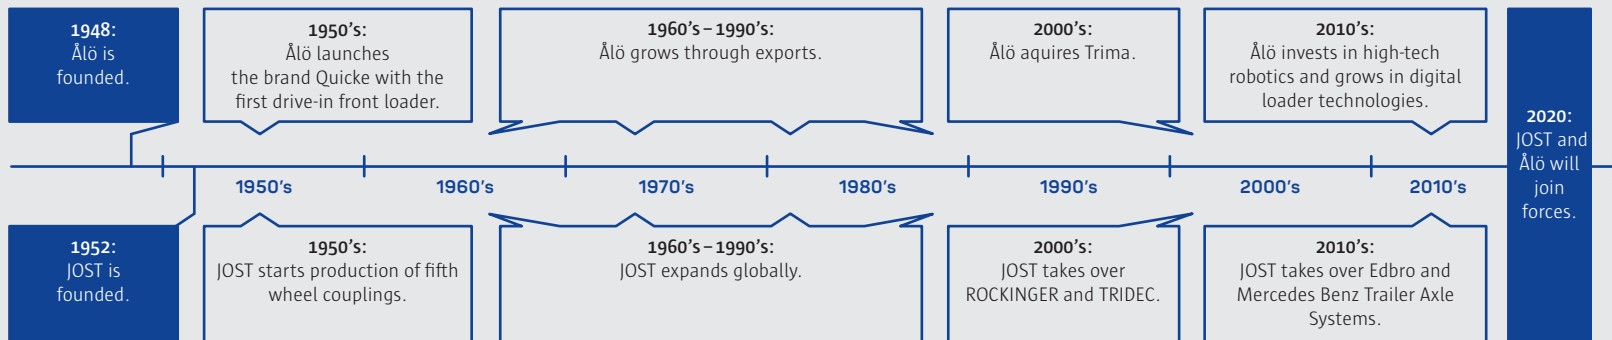 1948:
Ålö is
founded.
1950's:
Ålö launches
the brand Quicke with the
first drive-in front loader.
1960's – 1990's:
Ålö grows through exports.
2000's:
Ålö aquires Trima.
2010's:
Ålö invests in high-tech
robotics and grows in digital
loader technologies.
2020:
JOST and
Ålö will
join
forces.
1950's
1960's
1970's
1980's
1990's
2000's
2010's
1952:
JOST is
founded.
1950's:
JOST starts production of fifth
wheel couplings.
1960's – 1990's:
JOST expands globally.
2000's:
JOST takes over
ROCKINGER and TRIDEC.
2010's:
JOST takes over Edbro and
Mercedes Benz Trailer Axle
Systems.